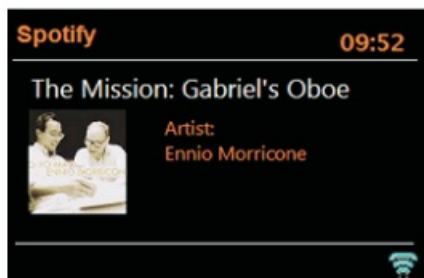 Spotify
09:52
The Mission: Gabriel's Oboe
Artist:
Ennio Morricone